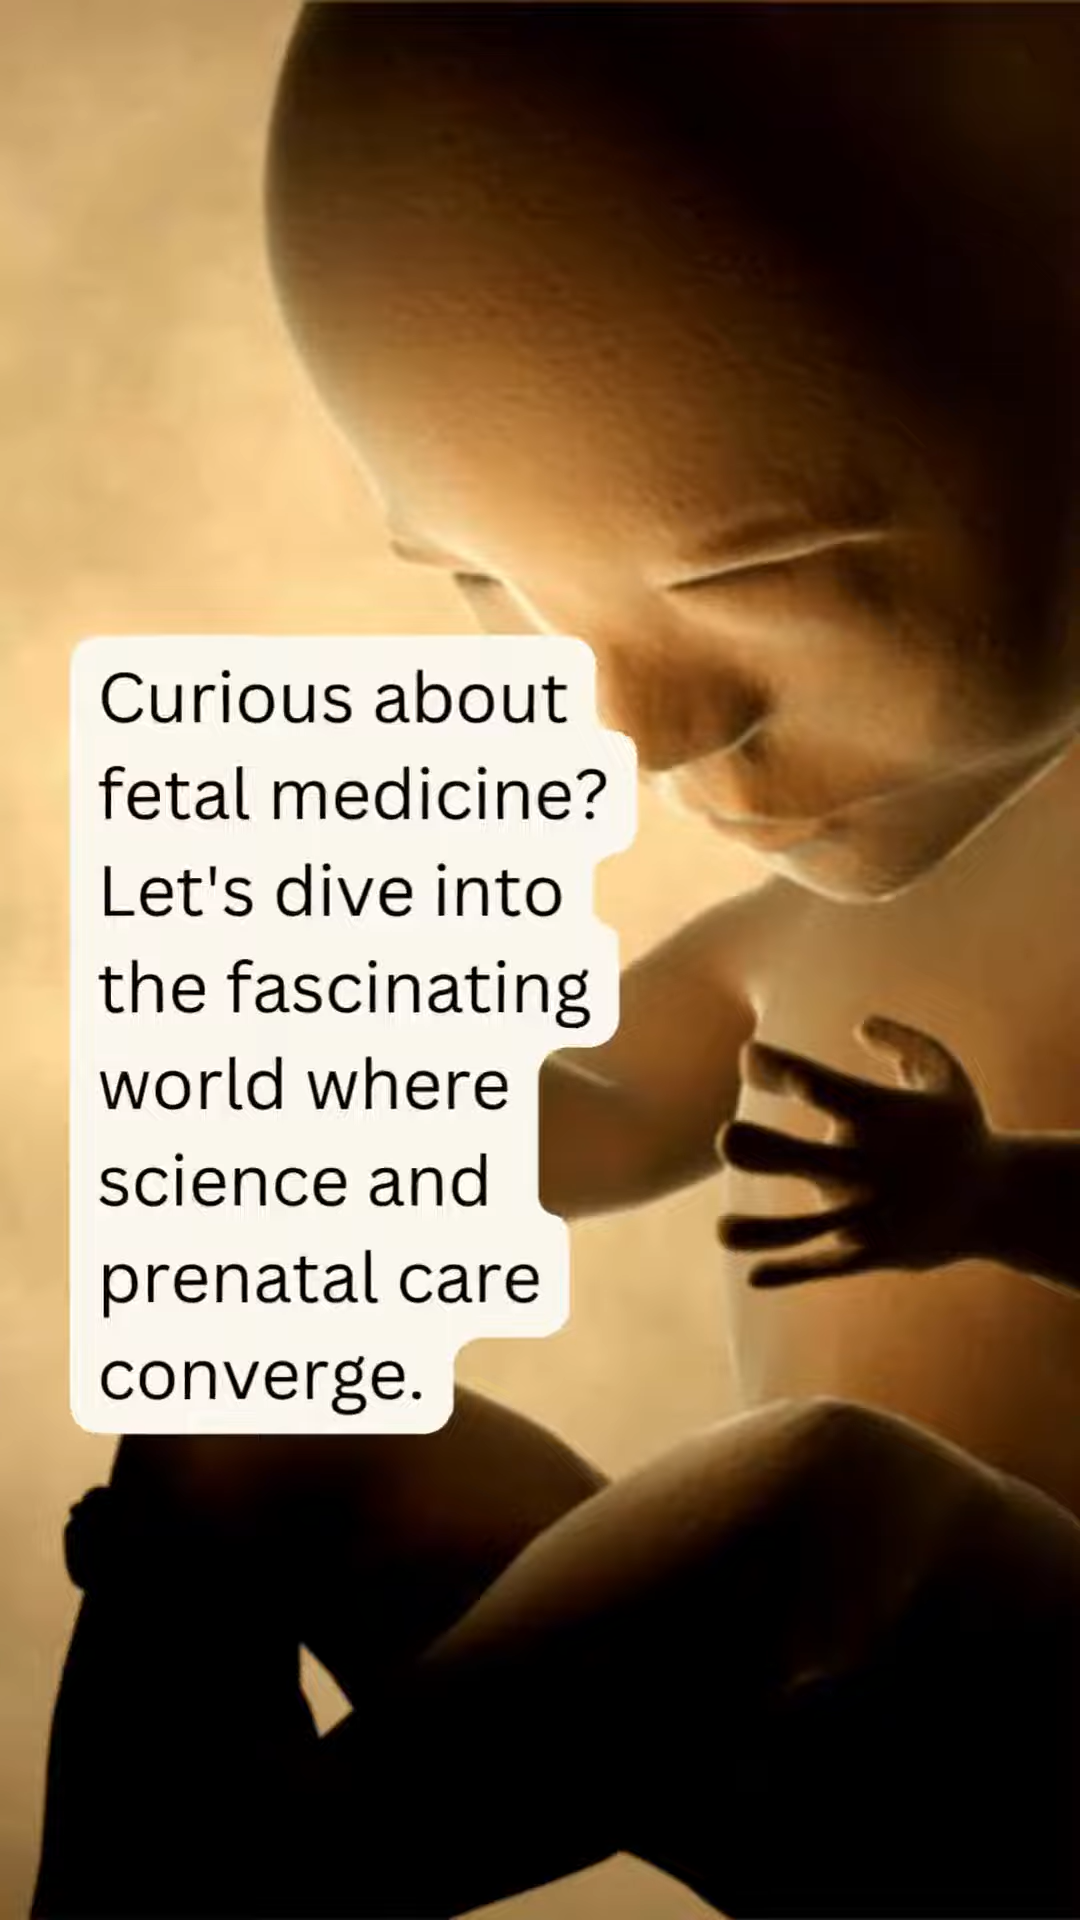 Curious about
fetal medicine?
Let's dive into
the fascinating
world where
science and
prenatal care
converge.